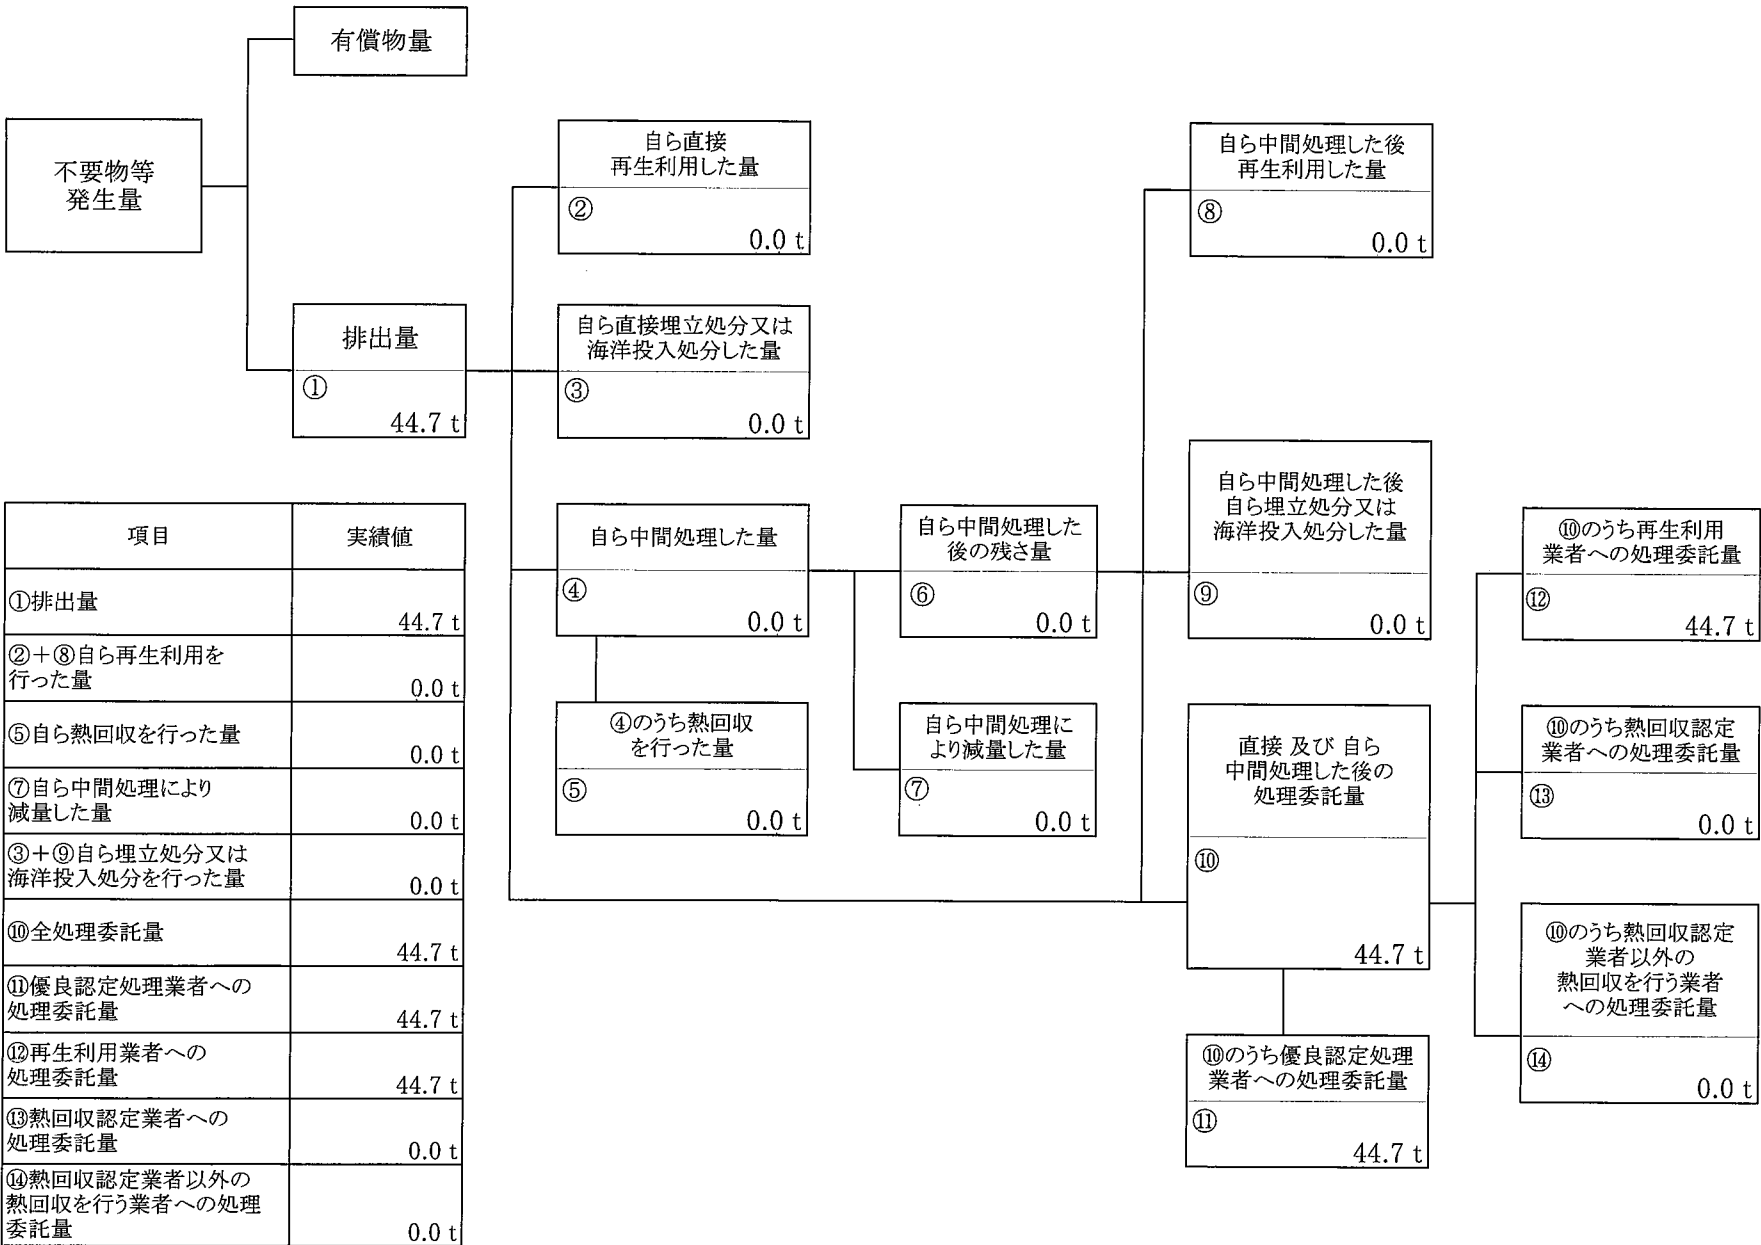 有償物量
不要物等
発生量
排出量
①
44.7 t
自ら直接
再生利用した量
②
0.0 t
自ら直接埋立処分又は
海洋投入処分した量
③
0.0 t
自ら中間処理した量
④
0.0 t
④のうち熱回収
を行った量
⑤
0.0 t
自ら中間処理した
後の残さ量
⑥
0.0 t
自ら中間処理に
より減量した量
⑦
0.0 t
自ら中間処理した後
再生利用した量
⑧
0.0 t
自ら中間処理した後
自ら埋立処分又は
海洋投入処分した量
⑨
0.0 t
直接 及び 自ら
中間処理した後の
処理委託量
⑩
44.7 t
⑩のうち優良認定処理
業者への処理委託量
⑪
44.7 t
⑩のうち再生利用
業者への処理委託量
⑫
44.7 t
⑩のうち熱回収認定
業者への処理委託量
⑬
0.0 t
⑩のうち熱回収認定
業者以外の
熱回収を行う業者
への処理委託量
⑭
0.0 t
項目 実績値
①排出量
44.7 t
②+⑧自ら再生利用を
行った量
0.0 t
⑤自ら熱回収を行った量
0.0 t
⑦自ら中間処理により
減量した量
0.0 t
③+⑨自ら埋立処分又は
海洋投入処分を行った量
0.0 t
⑩全処理委託量
44.7 t
⑪優良認定処理業者への
処理委託量
44.7 t
⑫再生利用業者への
処理委託量
44.7 t
⑬熱回収認定業者への
処理委託量
0.0 t
⑭熱回収認定業者以外の
熱回収を行う業者への処理
委託量
0.0 t